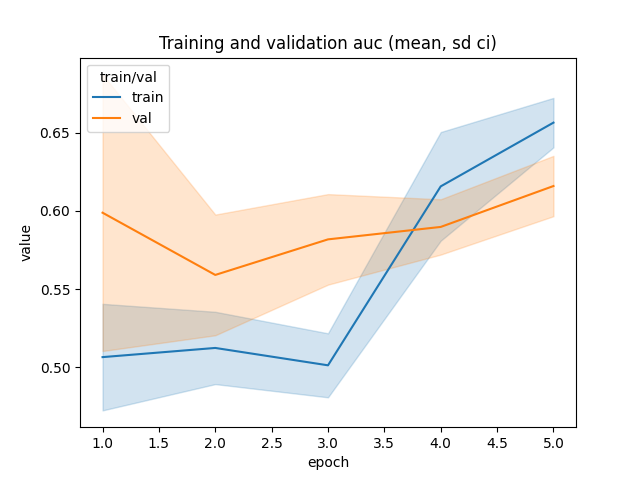 Training and validation auc (mean, sd ci)
train/val
train
val
0.65
0.60
0.55
0.50
value
1.0
1.5
2.0
2.5
3.0
3.5
4.0
4.5
5.0
epoch